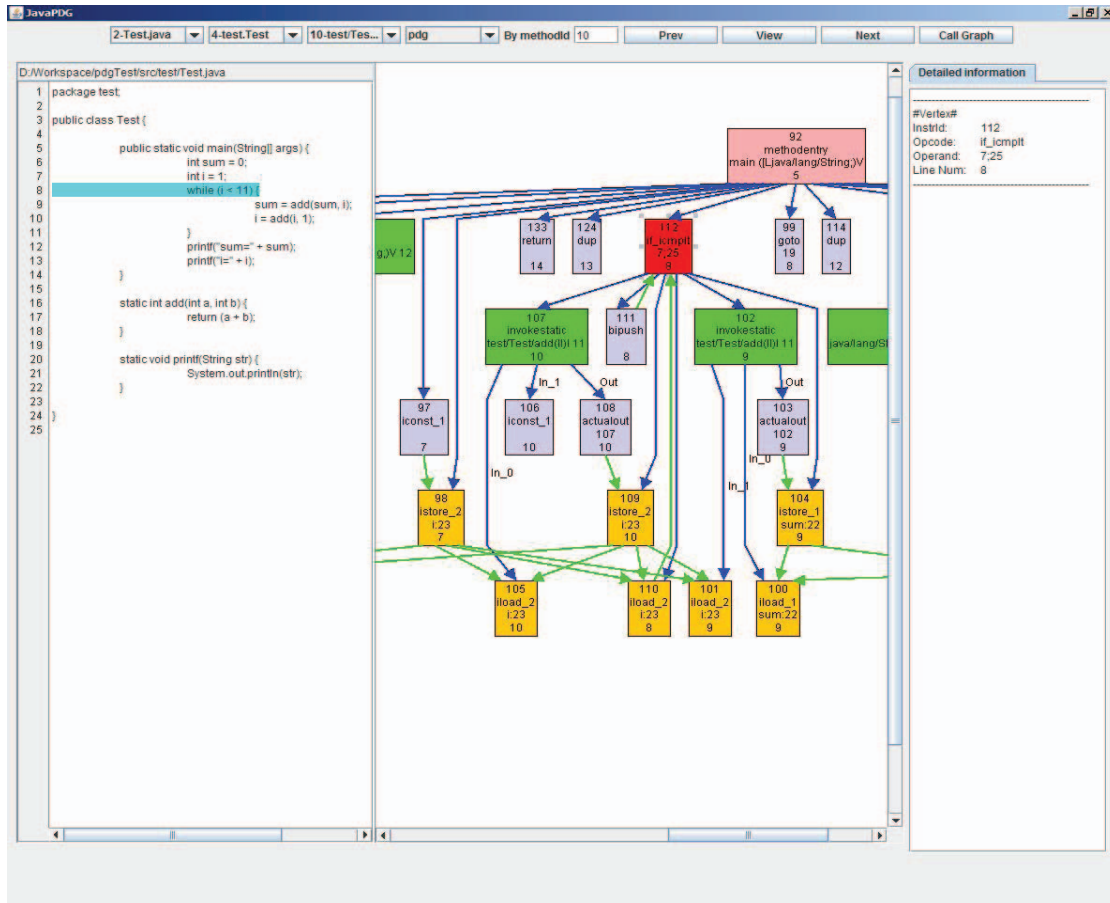 JavaPDG
2-Test.java 4-test.Test 10-test/Tes... pdg By methodId 10 Prev View Next Call Graph
D:/Workspace/pdgTest/src/test/Test.java
1 package test;
2
3 public class Test {
4
5 public static void main(String[] args) {
6 int sum = 0;
7 int i = 1;
8 while (i < 11) {
9 sum = add(sum, i);
10 i = add(i, 1);
11 }
12 printf("sum=" + sum);
13 printf("i=" + i);
14 }
15
16 static int add(int a, int b) {
17 return (a + b);
18 }
19
20 static void printf(String str) {
21 System.out.println(str);
22 }
23
24 }
25
92
methodentry
main ([Ljava/lang/String;)V
5
g;)V 12
133
return
14
124
dup
13
112
if_icmplt
7;25
8
99
goto
19
8
114
dup
12
107
invokestatic
test/Test/add(II)I 11
10
111
bipush
8
102
invokestatic
test/Test/add(II)I 11
9
java/lang/St
In_1
Out
Out
97
iconst_1
7
106
iconst_1
10
108
actualout
107
10
103
actualout
102
9
In_0
In_0
In_1
98
istore_2
i:23
7
109
istore_2
i:23
10
104
istore_1
sum:22
9
105
iload_2
i:23
10
110
iload_2
i:23
8
101
iload_2
i:23
9
100
iload_1
sum:22
9
Detailed information
#Vertex#
InstrId: 112
Opcode: if_icmplt
Operand: 7;25
Line Num: 8